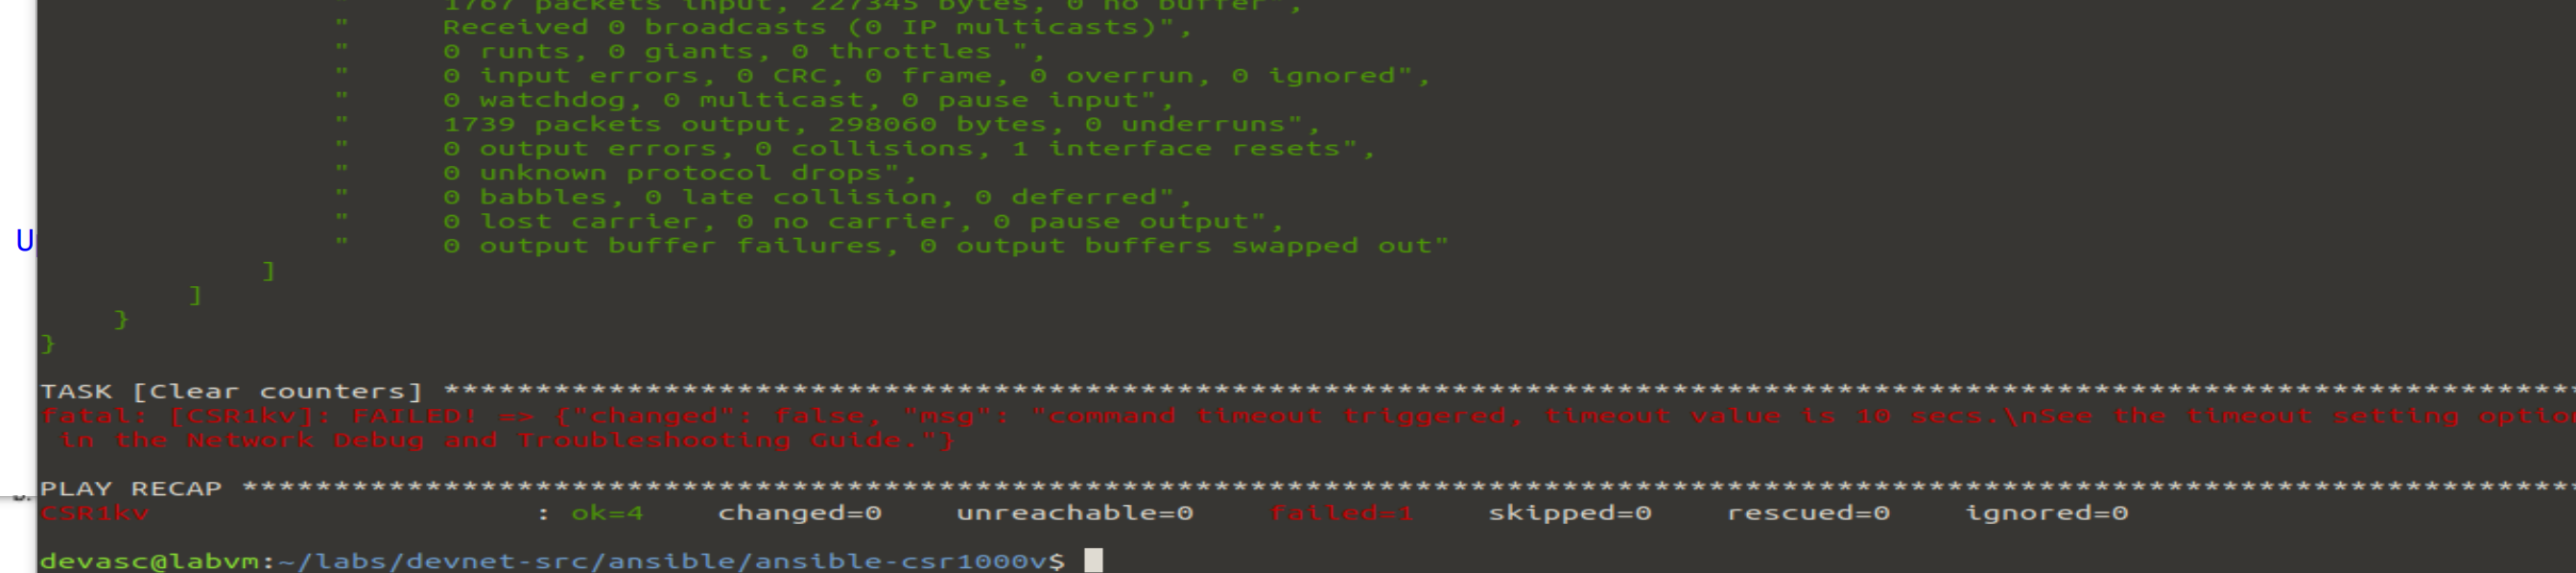 "     1767 packets input, 227345 bytes, 0 no buffer",
"     Received 0 broadcasts (0 IP multicasts)",
"     0 runts, 0 giants, 0 throttles ",
"     0 input errors, 0 CRC, 0 frame, 0 overrun, 0 ignored",
"     0 watchdog, 0 multicast, 0 pause input",
"     1739 packets output, 298060 bytes, 0 underruns",
"     0 output errors, 0 collisions, 1 interface resets",
"     0 unknown protocol drops",
"     0 babbles, 0 late collision, 0 deferred",
"     0 lost carrier, 0 no carrier, 0 pause output",
U
"     0 output buffer failures, 0 output buffers swapped out"
]
]
}
}
TASK [Clear counters] ****************************************************************************************************************************
fatal: [CSR1kv]: FAILED! => {"changed": false, "msg": "command timeout triggered, timeout value is 10 secs.\nSee the timeout setting option
in the Network Debug and Troubleshooting Guide."}
PLAY RECAP ****************************************************************************************************************************
CSR1kv                     : ok=4    changed=0    unreachable=0    failed=1    skipped=0    rescued=0    ignored=0
devasc@labvm:~/labs/devnet-src/ansible/ansible-csr1000v$